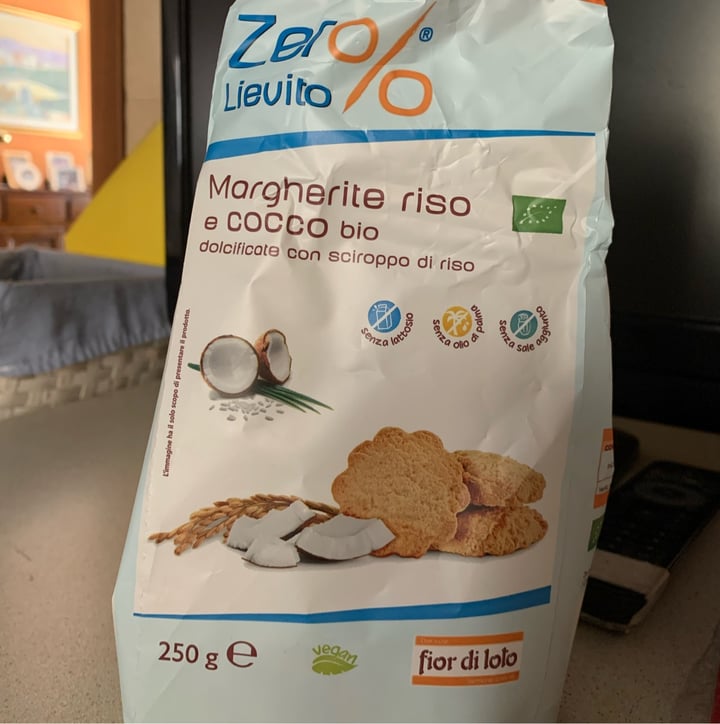 Zero%®
Lievito
Margherite riso
e COCCO bio
dolcificate con sciroppo di riso
senza lattosio
senza olio di palma
senza sale aggiunto
L'immagine ha il solo scopo di presentare il prodotto.
250 g e
vegan
fior di loto